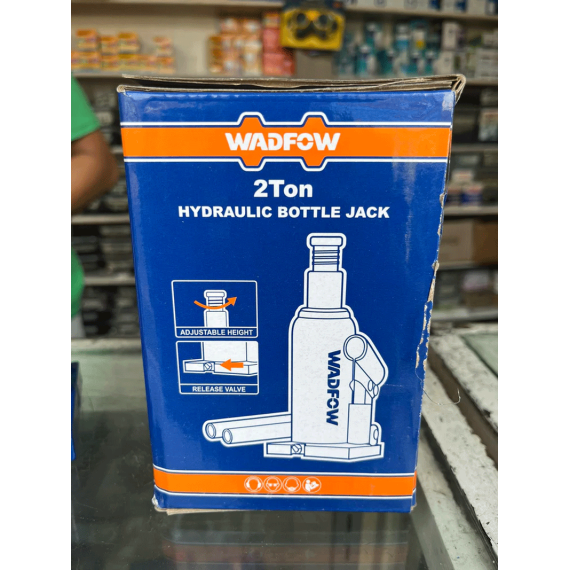 WADFOW
2Ton
HYDRAULIC BOTTLE JACK
ADJUSTABLE HEIGHT
RELEASE VALVE
WADFOW